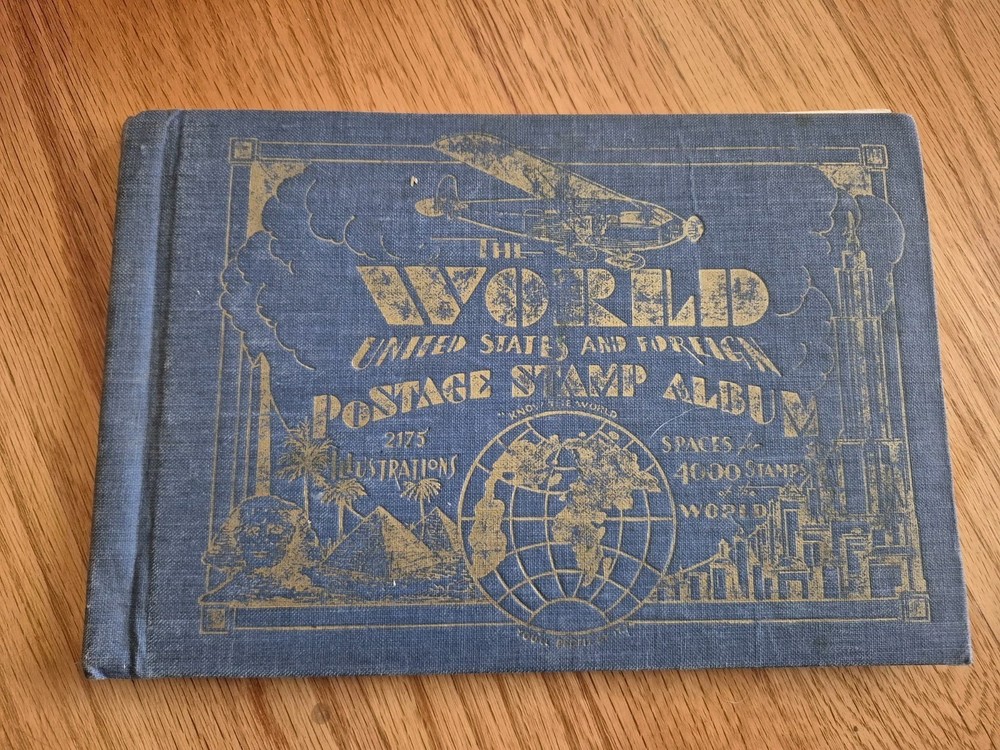 THE
WORLD
UNITED STATES AND FOREIGN
POSTAGE STAMP ALBUM
2175
ILLUSTRATIONS
"KNOW THE WORLD
SPACES for
4000 STAMPS
of the
WORLD